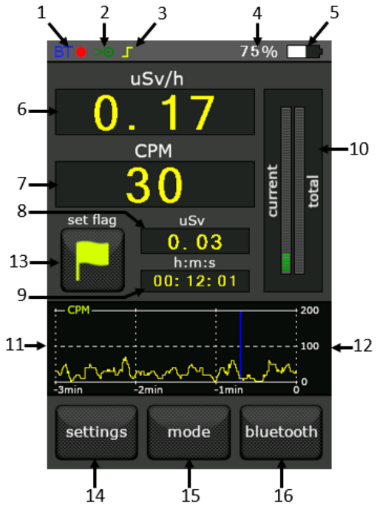 1 2 3 4 5
BT 75%
uSv/h
6 0.17
CPM 10
7 30
8 uSv
set flag 0.03
current total
13 h:m:s
9 00:12:01
CPM 200
11 100 12
-3min -2min -1min 0 0
settings mode bluetooth
14 15 16